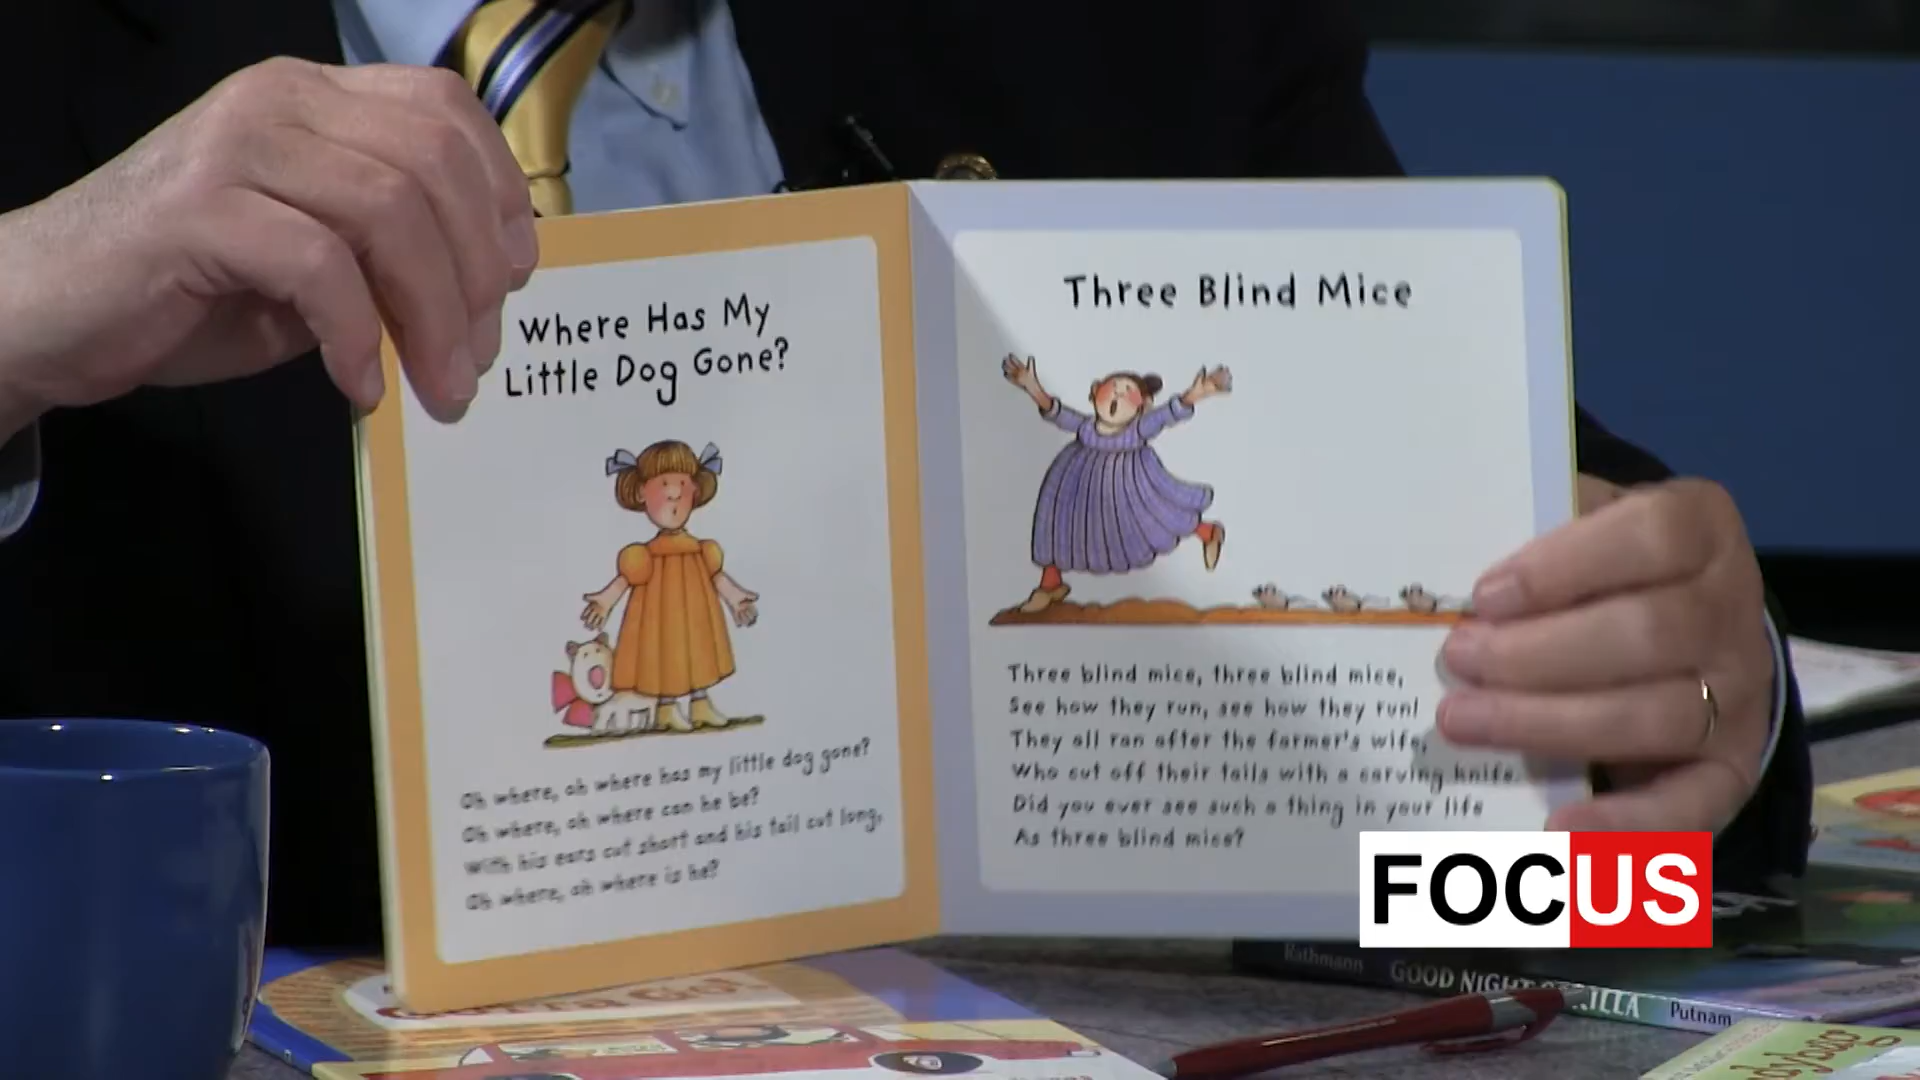 Where Has My
Little Dog Gone?
Oh where, oh where has my little dog gone?
Oh where, oh where can he be?
With his ears cut short and his tail cut long,
Oh where, oh where is he?
Three Blind Mice
Three blind mice, three blind mice,
See how they run, see how they run!
They all ran after the farmer's wife,
Who cut off their tails with a carving knife.
Did you ever see such a thing in your life
As three blind mice?
FOCUS
Rathmann GOOD NIGHT GORILLA Putnam